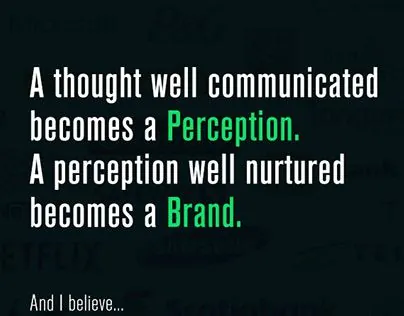 A thought well communicated
becomes a Perception.
A perception well nurtured
becomes a Brand.
And I believe...